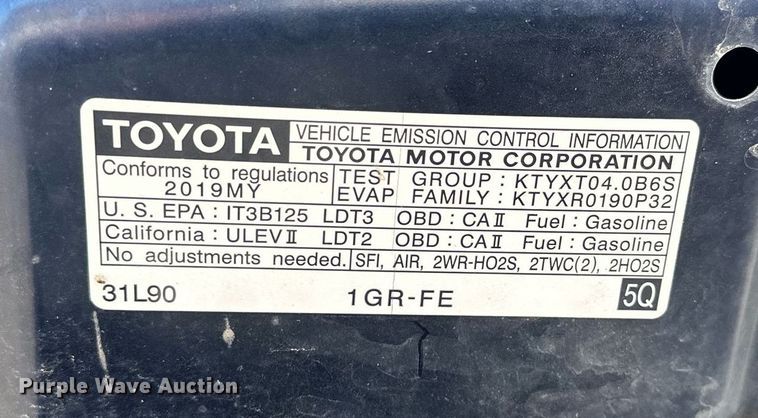 TOYOTA VEHICLE EMISSION CONTROL INFORMATION
TOYOTA MOTOR CORPORATION
Conforms to regulations
2019MY
TEST GROUP : KTYXT04.0B6S
EVAP FAMILY : KTYXR0190P32
U. S. EPA : IT3B125 LDT3 OBD : CAⅡ Fuel : Gasoline
California : ULEVⅡ LDT2 OBD : CAⅡ Fuel : Gasoline
No adjustments needed. SFI, AIR, 2WR-HO2S, 2TWC(2), 2HO2S
31L90 1GR-FE 5Q
Purple Wave Auction